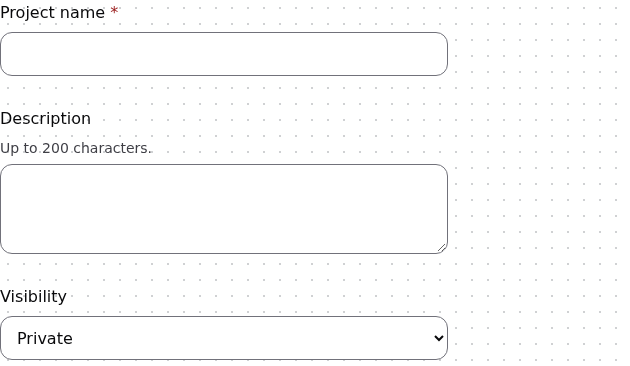 Project name *
Description
Up to 200 characters.
Visibility
Private